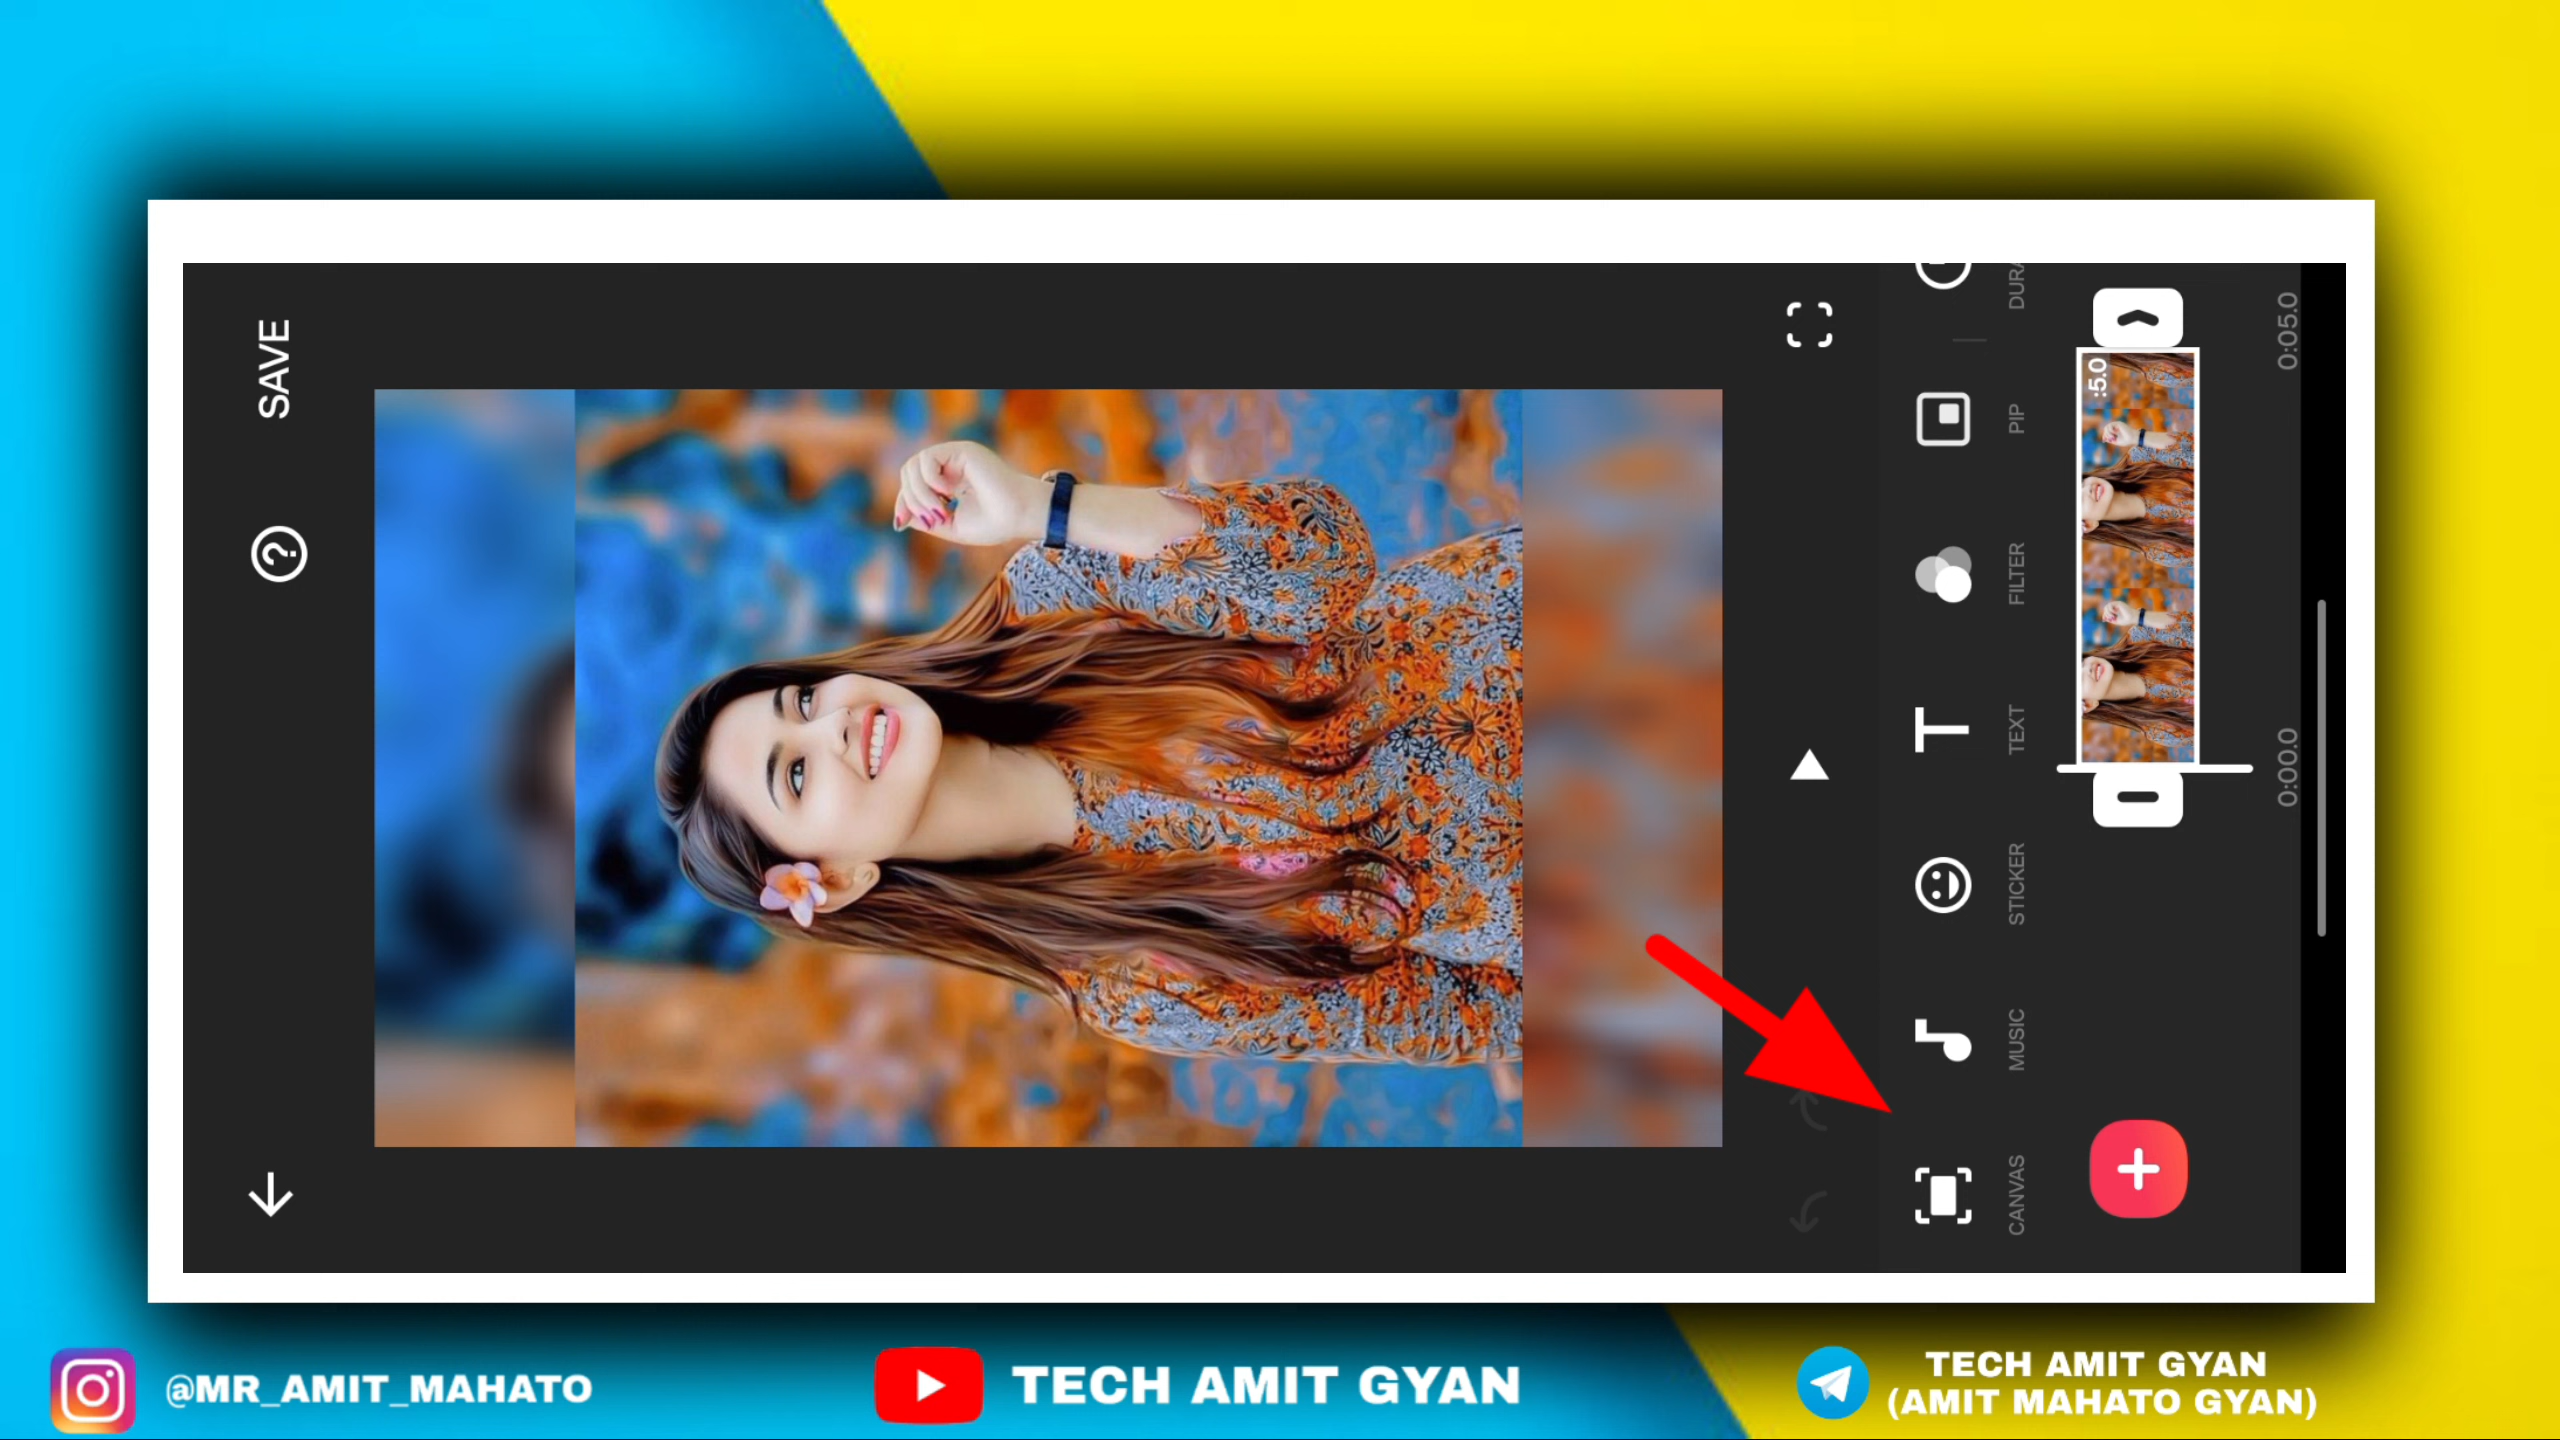 SAVE
CANVAS
MUSIC
STICKER
TEXT
FILTER
PIP
DURA
:5.0
0:00.0
0:05.0
@MR_AMIT_MAHATO
TECH AMIT GYAN
TECH AMIT GYAN
(AMIT MAHATO GYAN)